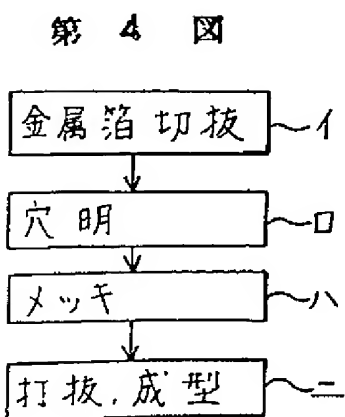 第4図
金属箔切抜 イ
穴明 ロ
メッキ ハ
打抜.成型 ニ